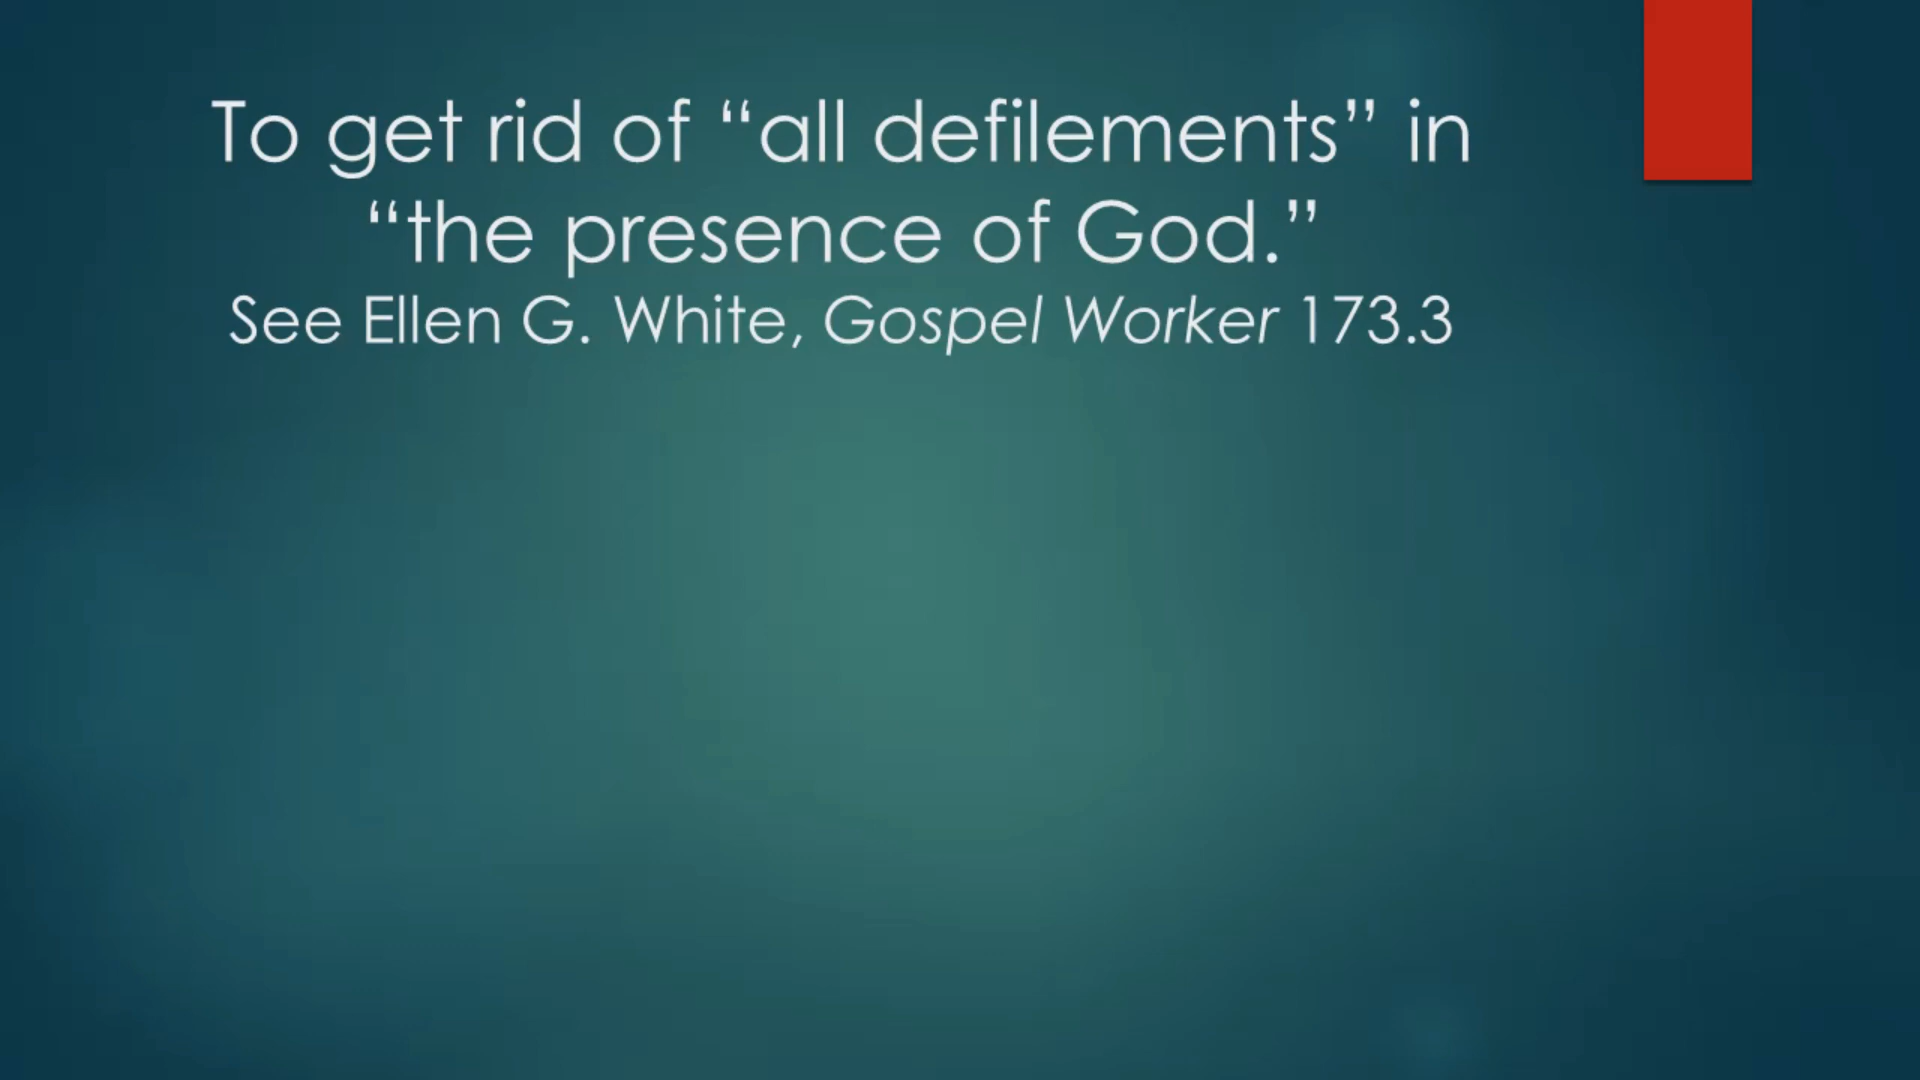 To get rid of “all defilements” in
“the presence of God.”
See Ellen G. White, Gospel Worker 173.3